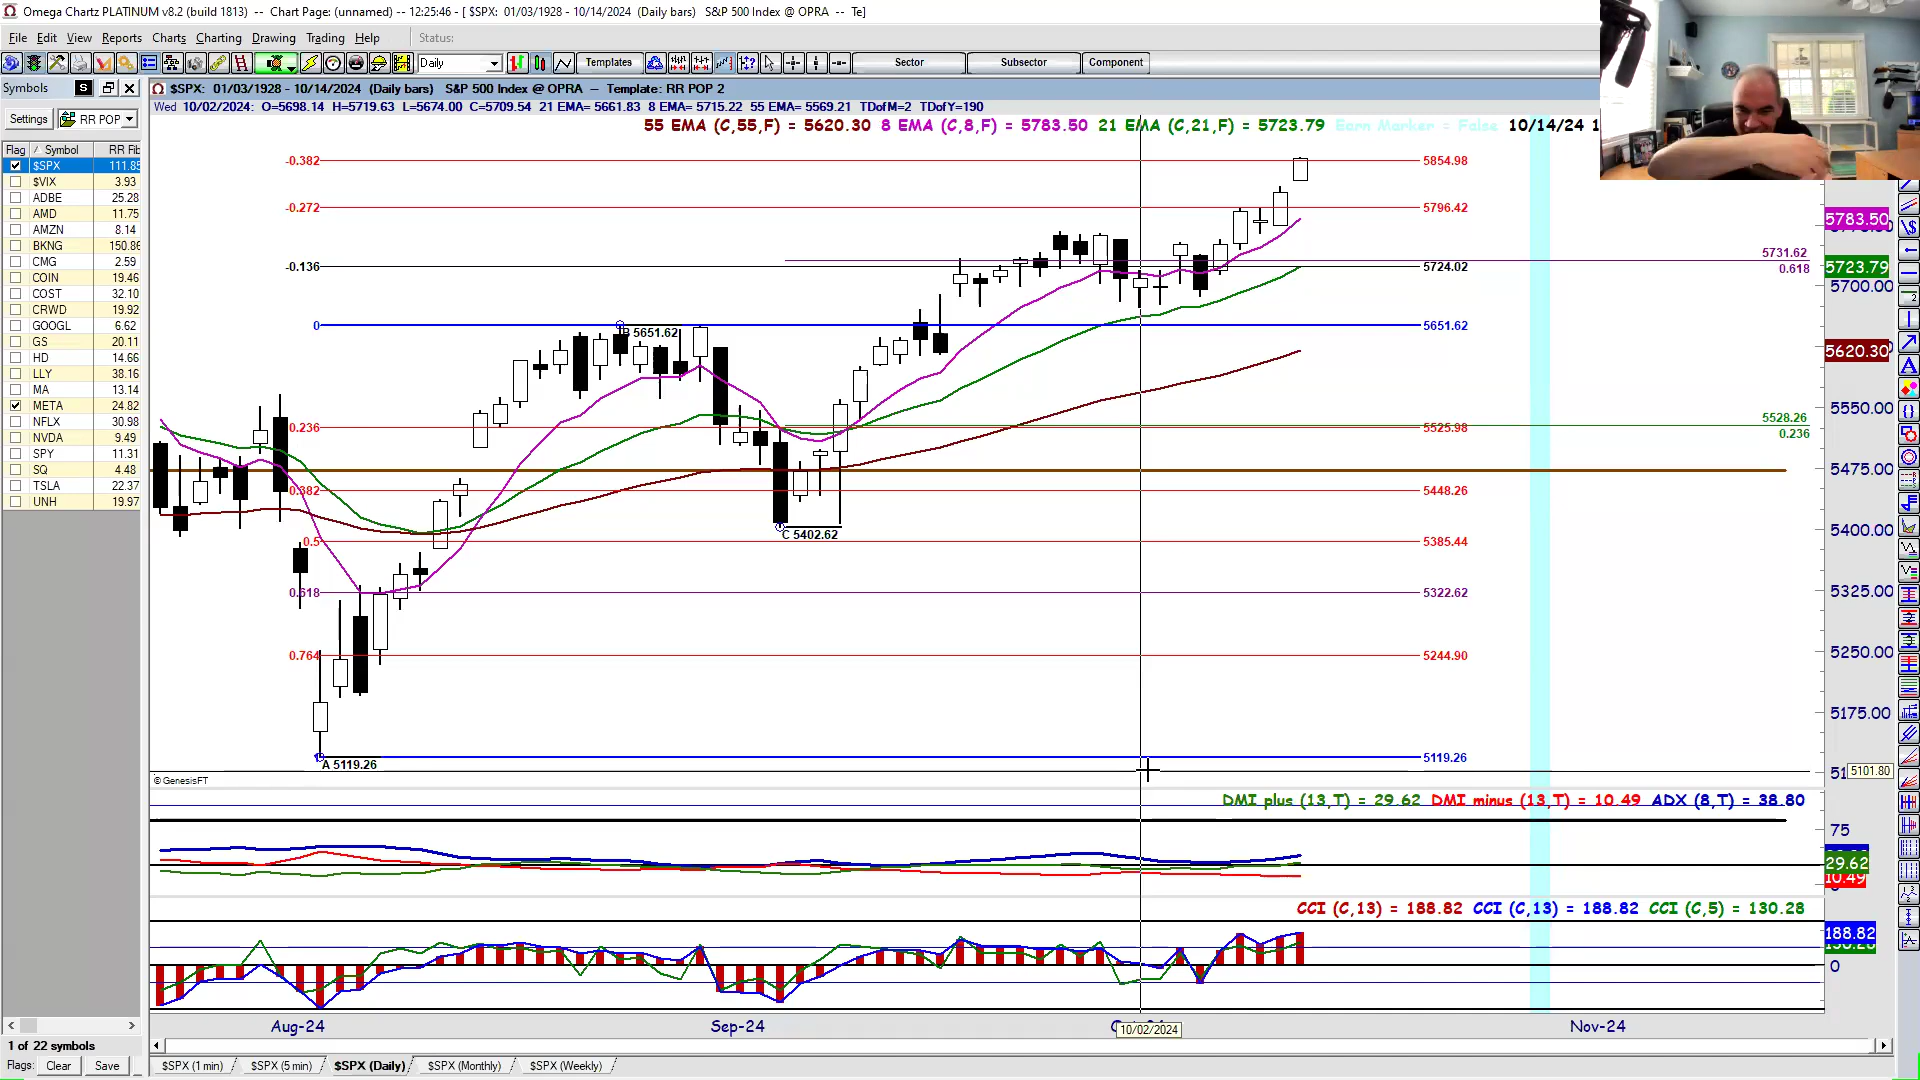 Omega Chartz PLATINUM v8.2 (build 1813) -- Chart Page: (unnamed) -- 12:25:46 - [ $SPX: 01/03/1928 - 10/14/2024 (Daily bars) S&P 500 Index @ OPRA -- Te]
File Edit View Reports Charts Charting Drawing Trading Help Status:
Daily Templates Sector Subsector Component
Symbols S
$SPX: 01/03/1928 - 10/14/2024 (Daily bars) S&P 500 Index @ OPRA -- Template: RR POP 2
Wed 10/02/2024: O=5698.14 H=5719.63 L=5674.00 C=5709.54 21 EMA= 5661.83 8 EMA= 5715.22 55 EMA= 5569.21 TDofM=2 TDofY=190
Settings RR POP
55 EMA (C,55,F) = 5620.30 8 EMA (C,8,F) = 5783.50 21 EMA (C,21,F) = 5723.79 Earn Marker = False 10/14/24 1
Flag Symbol RR Rib
$SPX 111.85
$VIX 3.93
ADBE 25.28
AMD 11.75
AMZN 8.14
BKNG 150.86
CMG 2.59
COIN 19.46
COST 32.10
CRWD 19.92
GOOGL 6.62
GS 20.11
HD 14.66
LLY 38.16
MA 13.14
META 24.82
NFLX 30.98
NVDA 9.49
SPY 11.31
SQ 4.48
TSLA 22.37
UNH 19.97
-0.382 5854.98
-0.272 5796.42
5783.50
5731.62
-0.136 5724.02 0.618 5723.79
5700.00
0 5651.62
B 5651.62
5620.30
5528.26
0.236 5525.98 0.236
5550.00
5475.00
0.382 5448.26
5400.00
C 5402.62
0.5 5385.44
0.618 5322.62
5325.00
0.764 5244.90
5250.00
5175.00
5119.26
A 5119.26
5101.80
© GenesisFT
DMI plus (13,T) = 29.62 DMI minus (13,T) = 10.49 ADX (8,T) = 38.80
75
29.62
10.49
CCI (C,13) = 188.82 CCI (C,13) = 188.82 CCI (C,5) = 130.28
188.82
0
Aug-24 Sep-24 10/02/2024 Nov-24
1 of 22 symbols
Flags: Clear Save
$SPX (1 min) $SPX (5 min) $SPX (Daily) $SPX (Monthly) $SPX (Weekly)